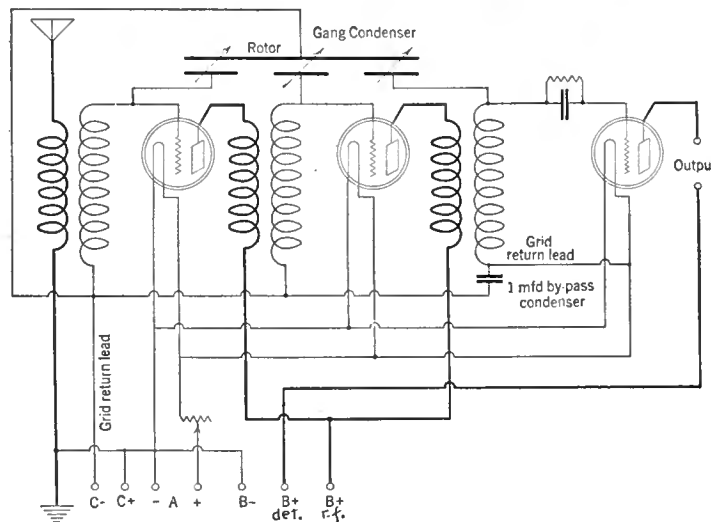 Gang Condenser
Rotor
Outpu
Grid
return lead
1 mfd by-pass
condenser
Grid return lead
C- C+ - A + B- B+ B+
det. r.f.